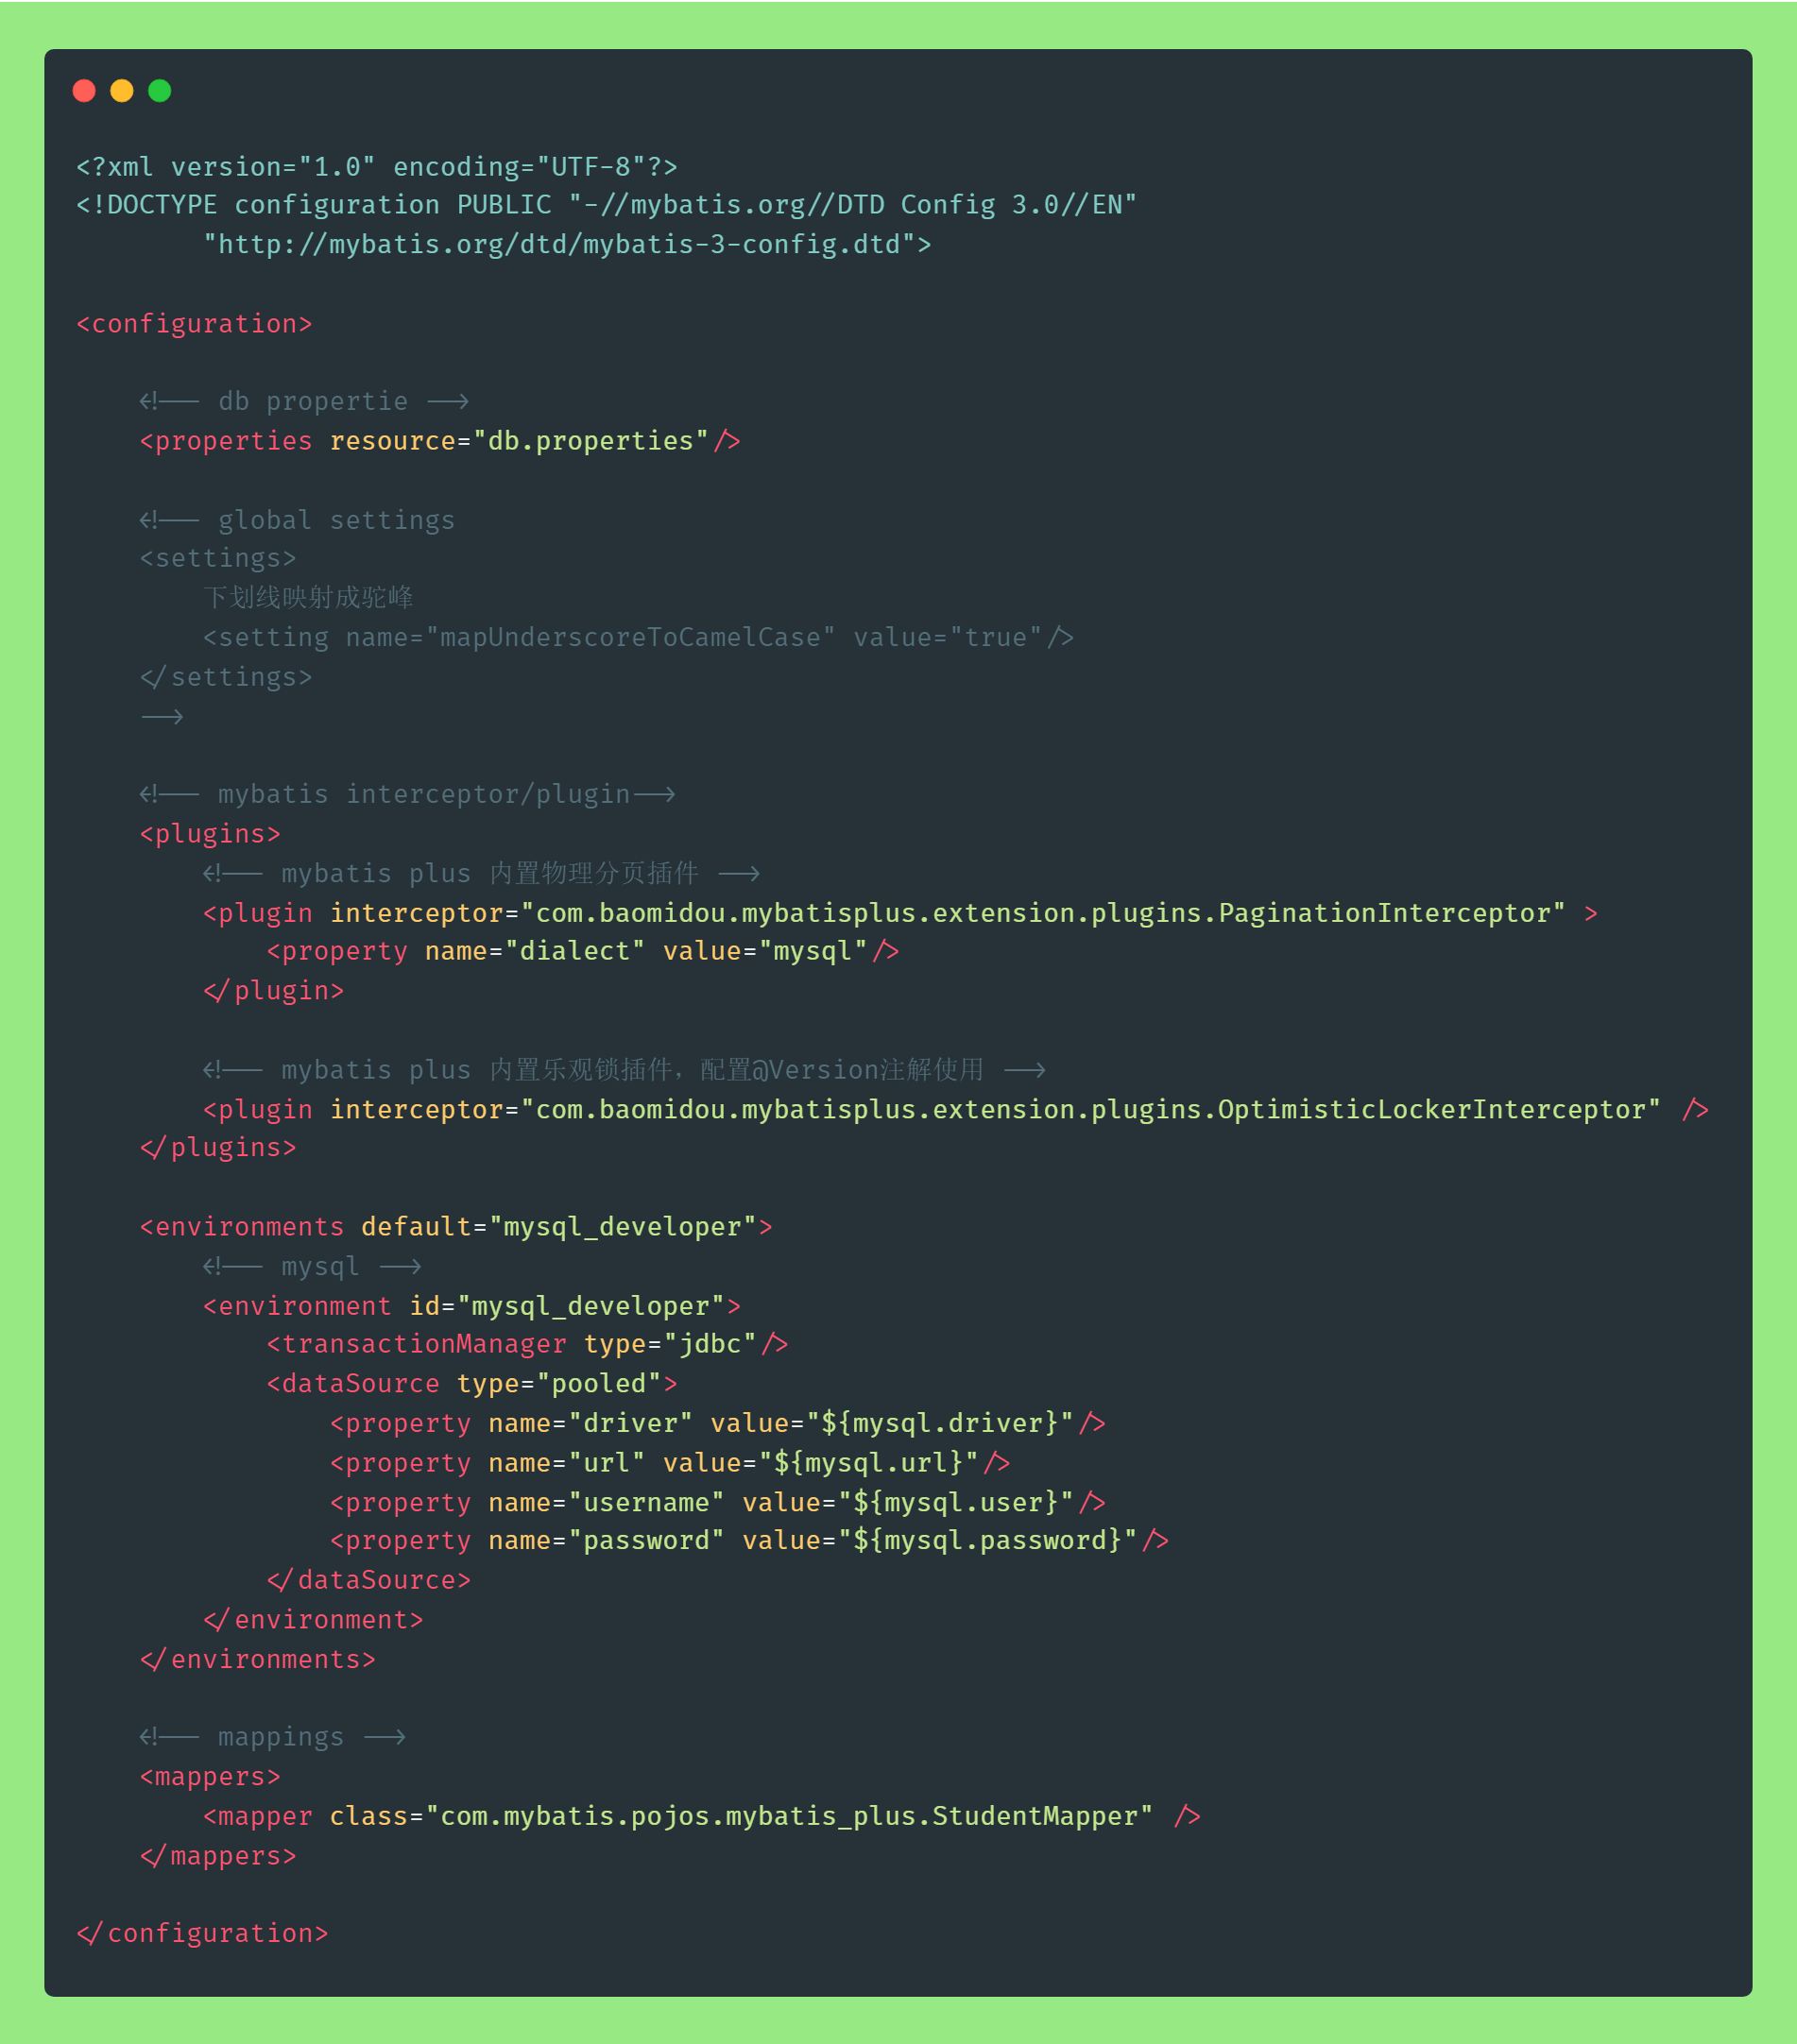 <?xml version="1.0" encoding="UTF-8"?>
<!DOCTYPE configuration PUBLIC "-//mybatis.org//DTD Config 3.0//EN"
        "http://mybatis.org/dtd/mybatis-3-config.dtd">

<configuration>

    <!-- db propertie -->
    <properties resource="db.properties"/>

    <!-- global settings
    <settings>
        下划线映射成驼峰
        <setting name="mapUnderscoreToCamelCase" value="true"/>
    </settings>
    -->

    <!-- mybatis interceptor/plugin-->
    <plugins>
        <!-- mybatis plus 内置物理分页插件 -->
        <plugin interceptor="com.baomidou.mybatisplus.extension.plugins.PaginationInterceptor" >
            <property name="dialect" value="mysql"/>
        </plugin>

        <!-- mybatis plus 内置乐观锁插件，配置@Version注解使用 -->
        <plugin interceptor="com.baomidou.mybatisplus.extension.plugins.OptimisticLockerInterceptor" />
    </plugins>

    <environments default="mysql_developer">
        <!-- mysql -->
        <environment id="mysql_developer">
            <transactionManager type="jdbc"/>
            <dataSource type="pooled">
                <property name="driver" value="${mysql.driver}"/>
                <property name="url" value="${mysql.url}"/>
                <property name="username" value="${mysql.user}"/>
                <property name="password" value="${mysql.password}"/>
            </dataSource>
        </environment>
    </environments>

    <!-- mappings -->
    <mappers>
        <mapper class="com.mybatis.pojos.mybatis_plus.StudentMapper" />
    </mappers>

</configuration>